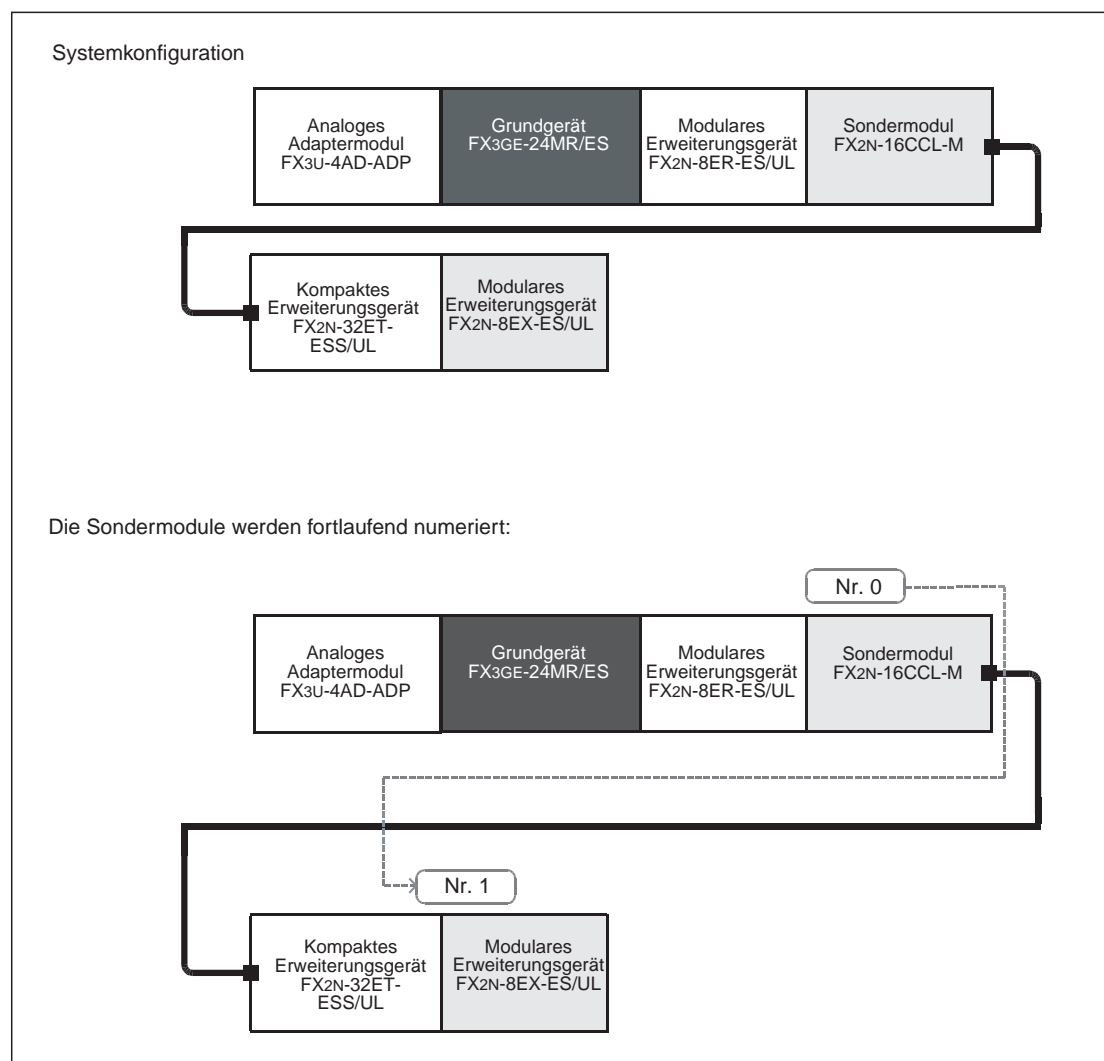 Systemkonfiguration
Analoges
Adaptermodul
FX3U-4AD-ADP
Grundgerät
FX3GE-24MR/ES
Modulares
Erweiterungsgerät
FX2N-8ER-ES/UL
Sondermodul
FX2N-16CCL-M
Kompaktes
Erweiterungsgerät
FX2N-32ET-
ESS/UL
Modulares
Erweiterungsgerät
FX2N-8EX-ES/UL
Die Sondermodule werden fortlaufend numeriert:
Nr. 0
Analoges
Adaptermodul
FX3U-4AD-ADP
Grundgerät
FX3GE-24MR/ES
Modulares
Erweiterungsgerät
FX2N-8ER-ES/UL
Sondermodul
FX2N-16CCL-M
Nr. 1
Kompaktes
Erweiterungsgerät
FX2N-32ET-
ESS/UL
Modulares
Erweiterungsgerät
FX2N-8EX-ES/UL